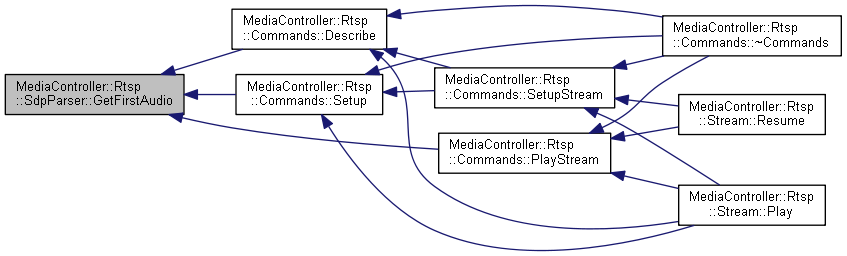 MediaController::Rtsp
::SdpParser::GetFirstAudio
MediaController::Rtsp
::Commands::Describe
MediaController::Rtsp
::Commands::Setup
MediaController::Rtsp
::Commands::SetupStream
MediaController::Rtsp
::Commands::PlayStream
MediaController::Rtsp
::Commands::~Commands
MediaController::Rtsp
::Stream::Resume
MediaController::Rtsp
::Stream::Play